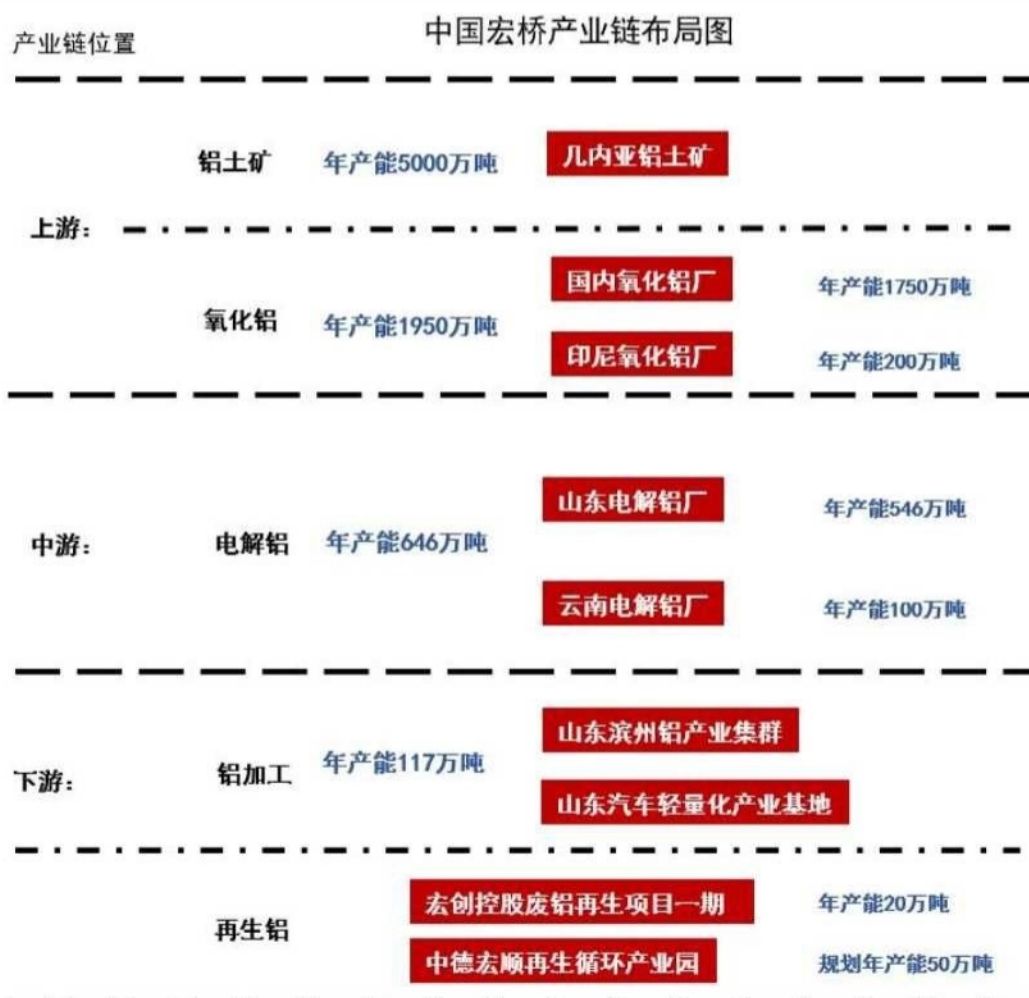 中国宏桥产业链布局图
产业链位置
铝土矿 年产能5000万吨 几内亚铝土矿
上游：
国内氧化铝厂 年产能1750万吨
氧化铝 年产能1950万吨
印尼氧化铝厂 年产能200万吨
山东电解铝厂 年产能546万吨
中游： 电解铝 年产能646万吨
云南电解铝厂 年产能100万吨
山东滨州铝产业集群
下游： 铝加工 年产能117万吨
山东汽车轻量化产业基地
宏创控股废铝再生项目一期 年产能20万吨
再生铝
中德宏顺再生循环产业园 规划年产能50万吨